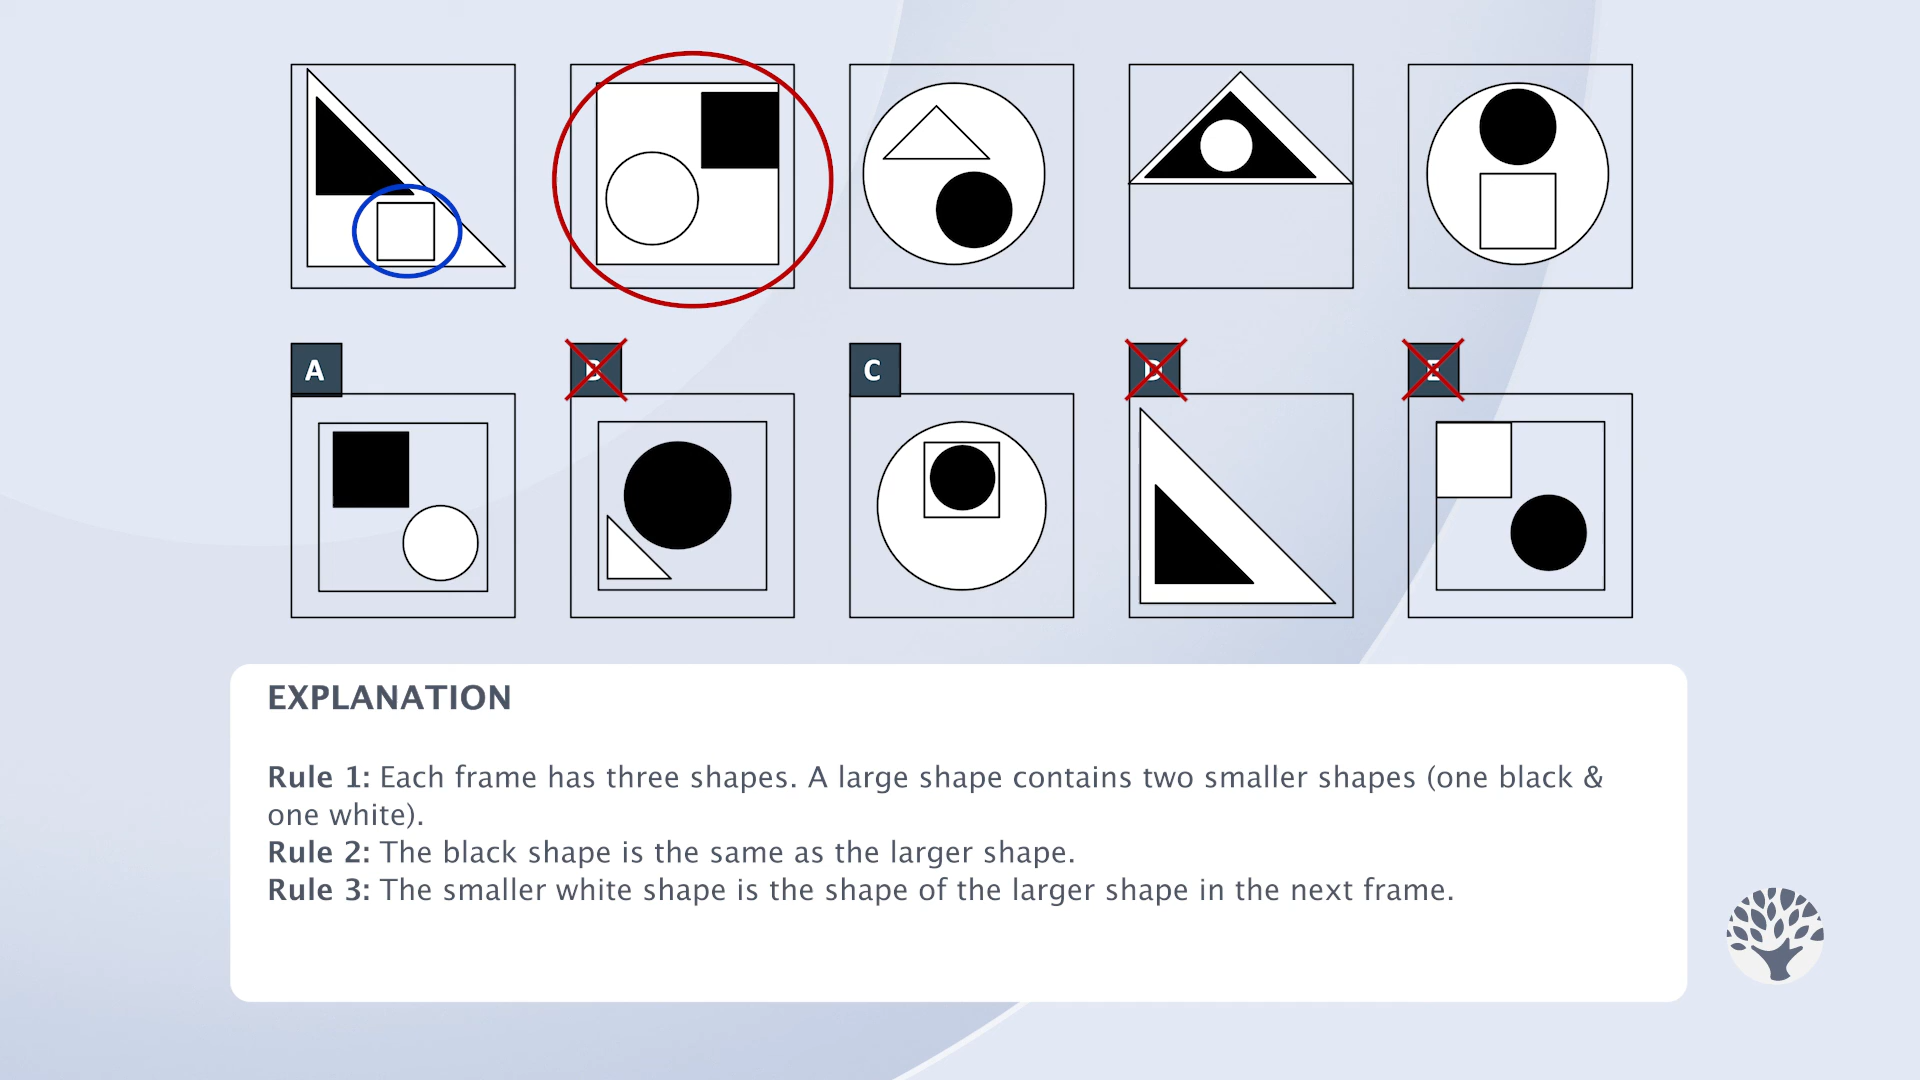 A
C
EXPLANATION
Rule 1: Each frame has three shapes. A large shape contains two smaller shapes (one black &
one white).
Rule 2: The black shape is the same as the larger shape.
Rule 3: The smaller white shape is the shape of the larger shape in the next frame.